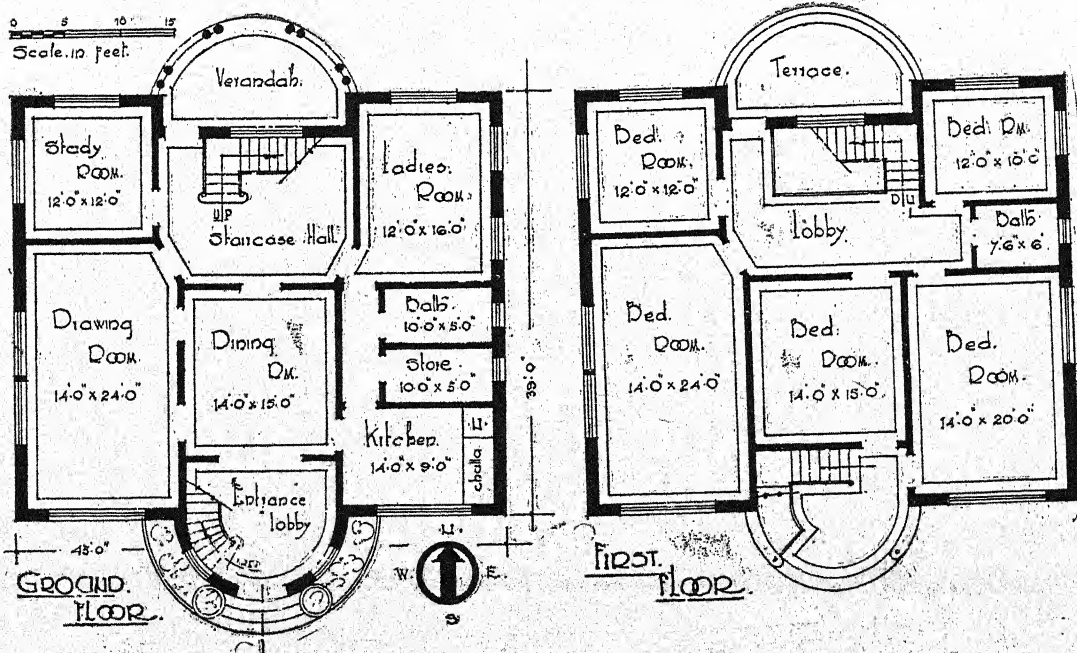 0 5 10 15
Scale in feet.
Verandah.
Study
Room.
12'0" x 12'0"
UP
Staircase Hall
Ladies.
Room.
12'0" x 16'0"
Drawing
Room.
14'0" x 24'0"
Dining
Rm.
14'0" x 15'0"
Bath.
10'0" x 5'0"
Store.
10'0" x 5'0"
Kitchen.
14'0" x 9'0"
Challa.
Entrance
lobby
39'0"
45'0"
GROUND.
FLOOR.
N.
W.
E.
S
Terrace.
Bed.
Room.
12'0" x 12'0"
Bed. Rm.
12'0" x 10'0"
D U
lobby
Bath
7'6" x 6'
Bed.
Room.
14'0" x 24'0"
Bed.
Room.
14'0" x 15'0"
Bed.
Room.
14'0" x 20'0"
FIRST.
FLOOR.